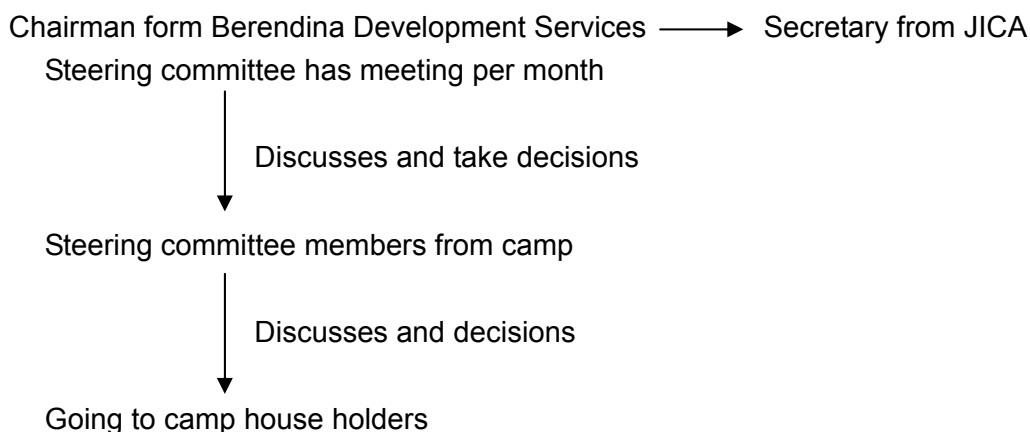 Chairman form Berendina Development Services Secretary from JICA
Steering committee has meeting per month
Discusses and take decisions
Steering committee members from camp
Discusses and decisions
Going to camp house holders